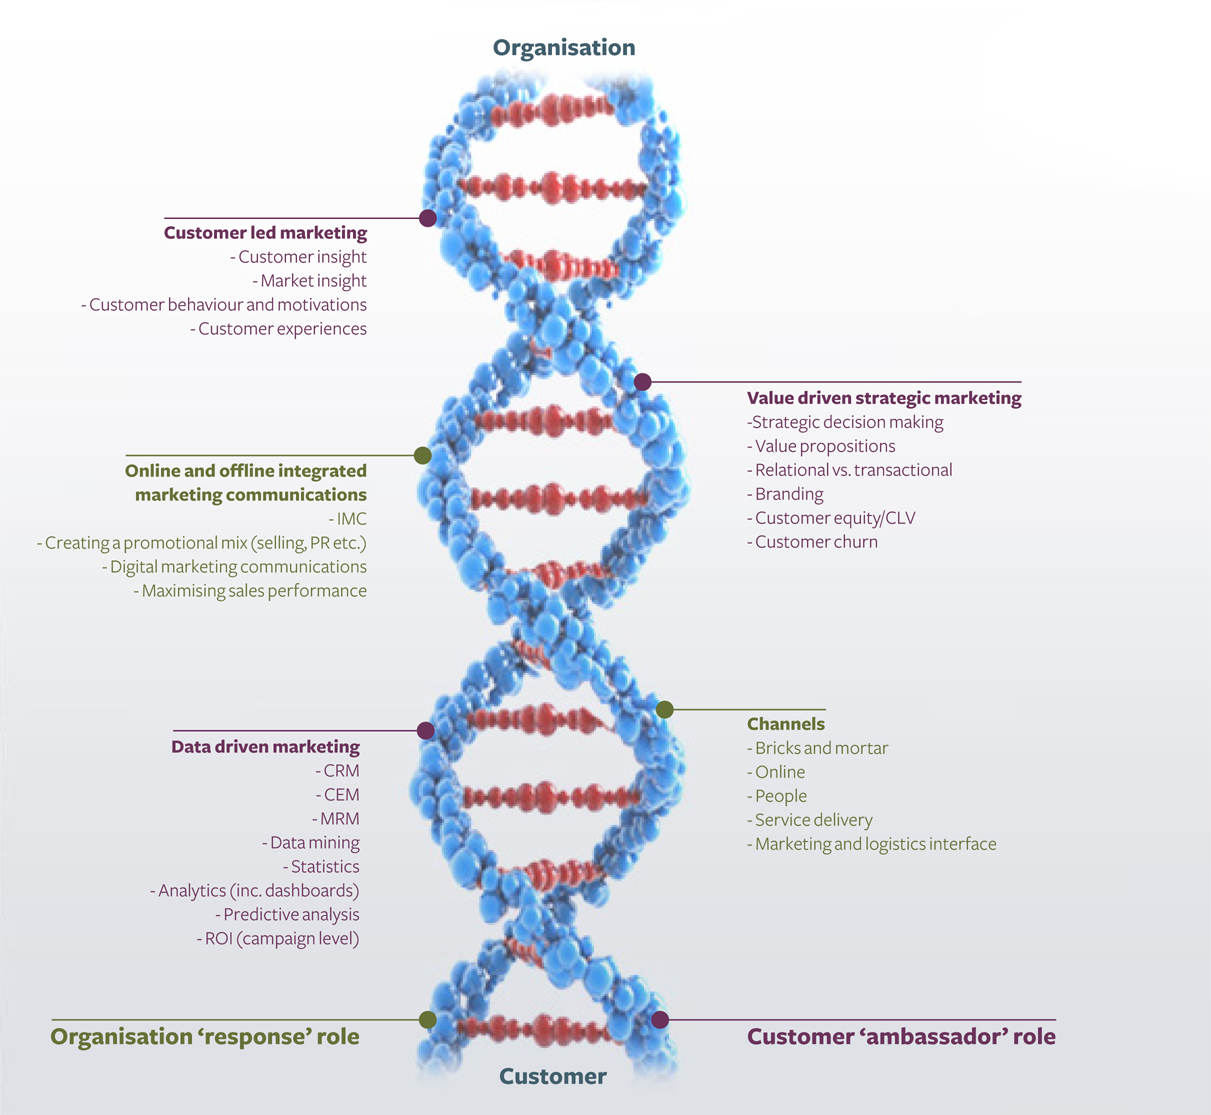 Organisation
Customer led marketing
- Customer insight
- Market insight
- Customer behaviour and motivations
- Customer experiences
Value driven strategic marketing
-Strategic decision making
- Value propositions
- Relational vs. transactional
- Branding
- Customer equity/CLV
- Customer churn
Online and offline integrated
marketing communications
- IMC
- Creating a promotional mix (selling, PR etc.)
- Digital marketing communications
- Maximising sales performance
Channels
- Bricks and mortar
- Online
- People
- Service delivery
- Marketing and logistics interface
Data driven marketing
- CRM
- CEM
- MRM
- Data mining
- Statistics
- Analytics (inc. dashboards)
- Predictive analysis
- ROI (campaign level)
Organisation ‘response’ role
Customer ‘ambassador’ role
Customer